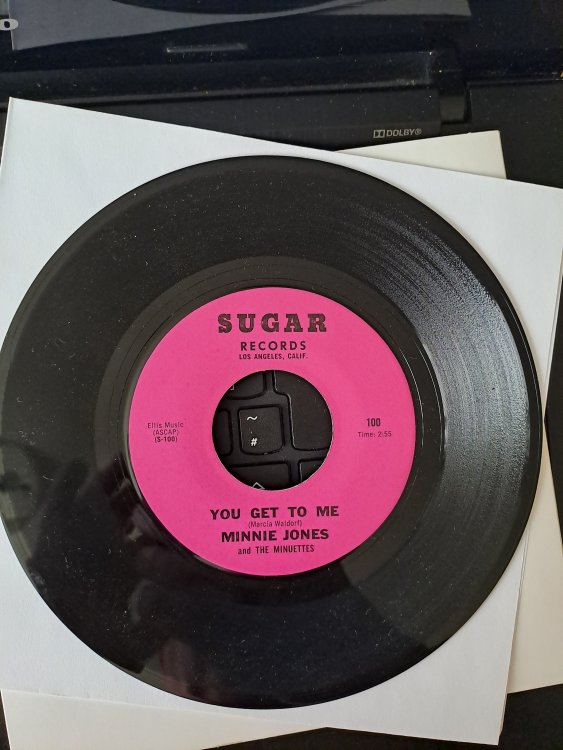 DOLBY®
SUGAR
RECORDS
LOS ANGELES, CALIF.
Ellis Music
(ASCAP)
(S-100)
100
Time: 2:55
~
#
YOU GET TO ME
(Marcia Waldorf)
MINNIE JONES
and THE MINUETTES